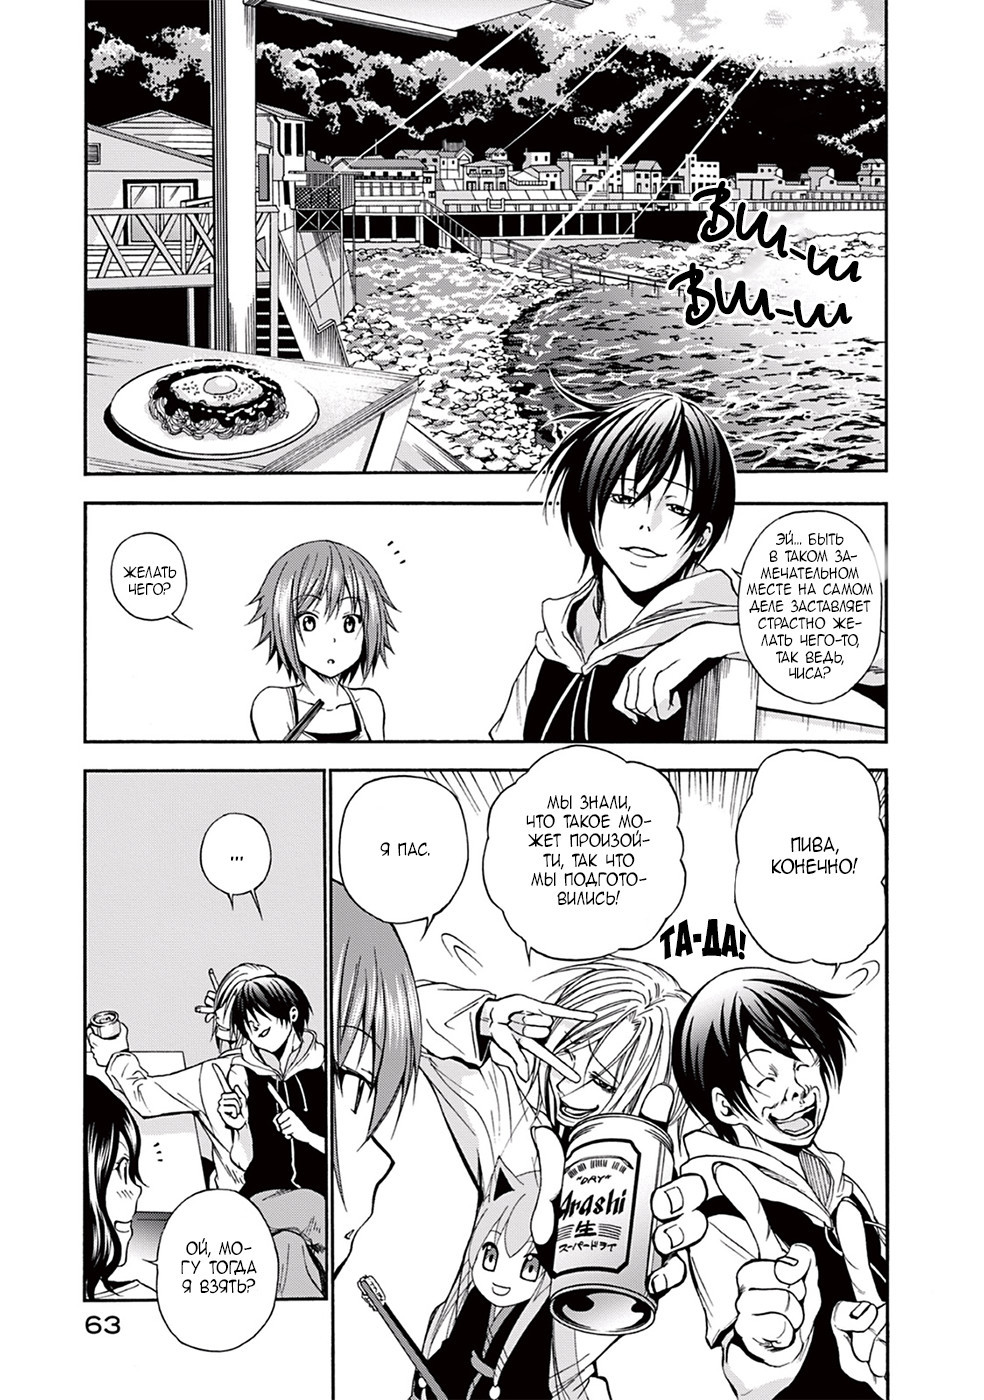 ВШ-Ш
ВШ-Ш
ЭЙ... БЫТЬ
В ТАКОМ ЗА-
МЕЧАТЕЛЬНОМ
МЕСТЕ НА САМОМ
ДЕЛЕ ЗАСТАВЛЯЕТ
СТРАСТНО ЖЕ-
ЛАТЬ ЧЕГО-ТО,
ТАК ВЕДЬ,
ЧИСА?
ЖЕЛАТЬ
ЧЕГО?
ПИВА,
КОНЕЧНО!
МЫ ЗНАЛИ,
ЧТО ТАКОЕ МО-
ЖЕТ ПРОИЗОЙ-
ТИ, ТАК ЧТО
МЫ ПОДГОТО-
ВИЛИСЬ!
ТА-ДА!
Я ПАС.
"DRY"
Arashi
生
スーパードライ
...
ОЙ, МО-
ГУ ТОГДА
Я ВЗЯТЬ?
63